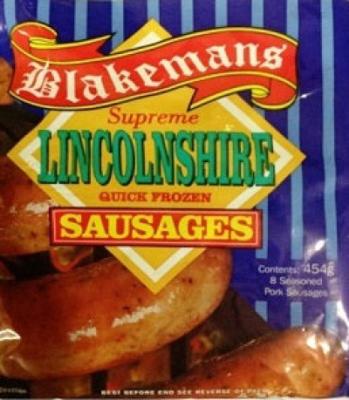 Blakemans
Supreme
LINCOLNSHIRE
QUICK FROZEN
SAUSAGES
Contents: 454g
8 Seasoned
Pork Sausages
BEST BEFORE END SEE REVERSE OF PACK